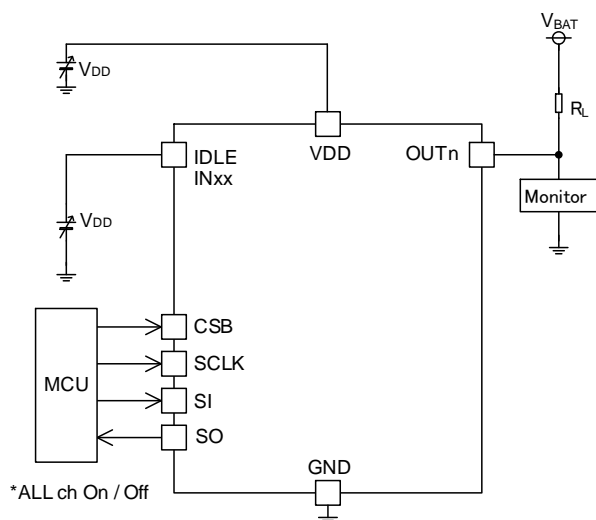 VBAT
VDD
RL
IDLE
INxx
VDD
OUTn
Monitor
VDD
CSB
SCLK
MCU
SI
SO
GND
*ALL ch On / Off